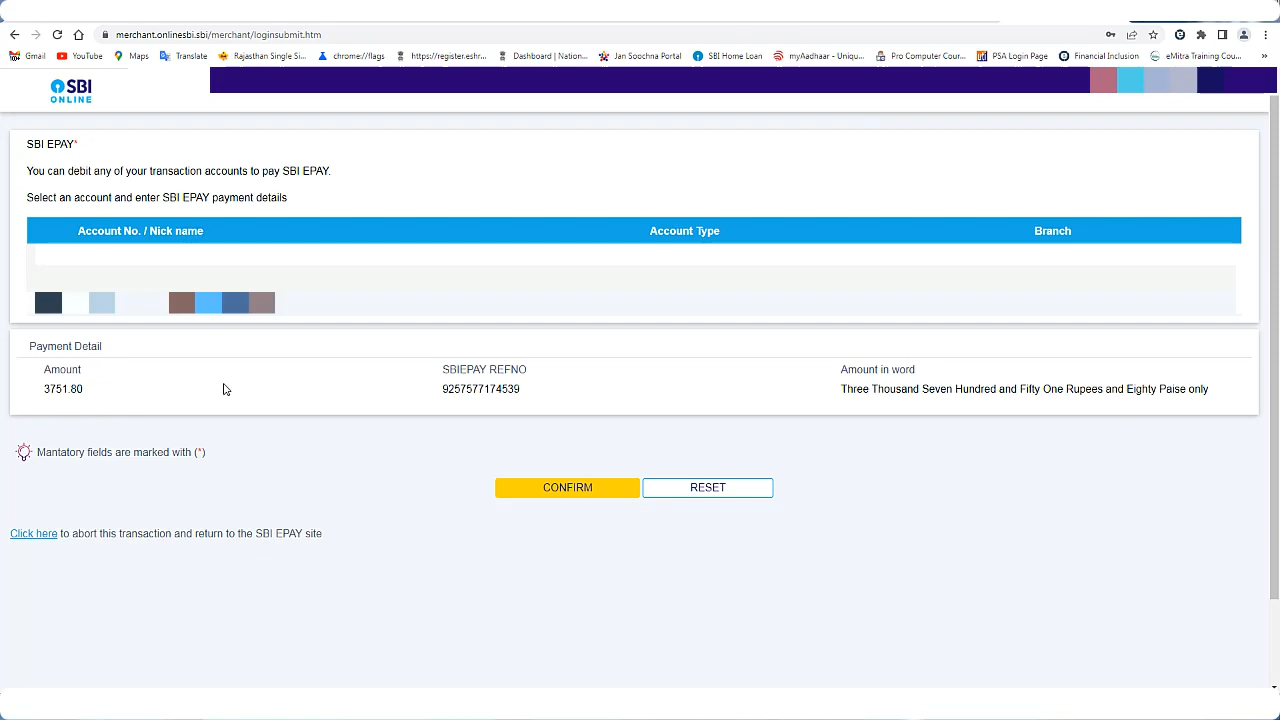 merchant.onlinesbi.sbi/merchant/loginsubmit.htm
Gmail YouTube Maps Translate Rajasthan Single Si... chrome://flags https://register.eshr... Dashboard | Nation... Jan Soochna Portal SBI Home Loan myAadhaar - Uniqu... Pro Computer Cour... PSA Login Page Financial Inclusion eMitra Training Cou... »
SBI
ONLINE
SBI EPAY*
You can debit any of your transaction accounts to pay SBI EPAY.
Select an account and enter SBI EPAY payment details
Account No. / Nick name Account Type Branch
Payment Detail
Amount SBIEPAY REFNO Amount in word
3751.80 9257577174539 Three Thousand Seven Hundred and Fifty One Rupees and Eighty Paise only
Mantatory fields are marked with (*)
CONFIRM RESET
Click here to abort this transaction and return to the SBI EPAY site